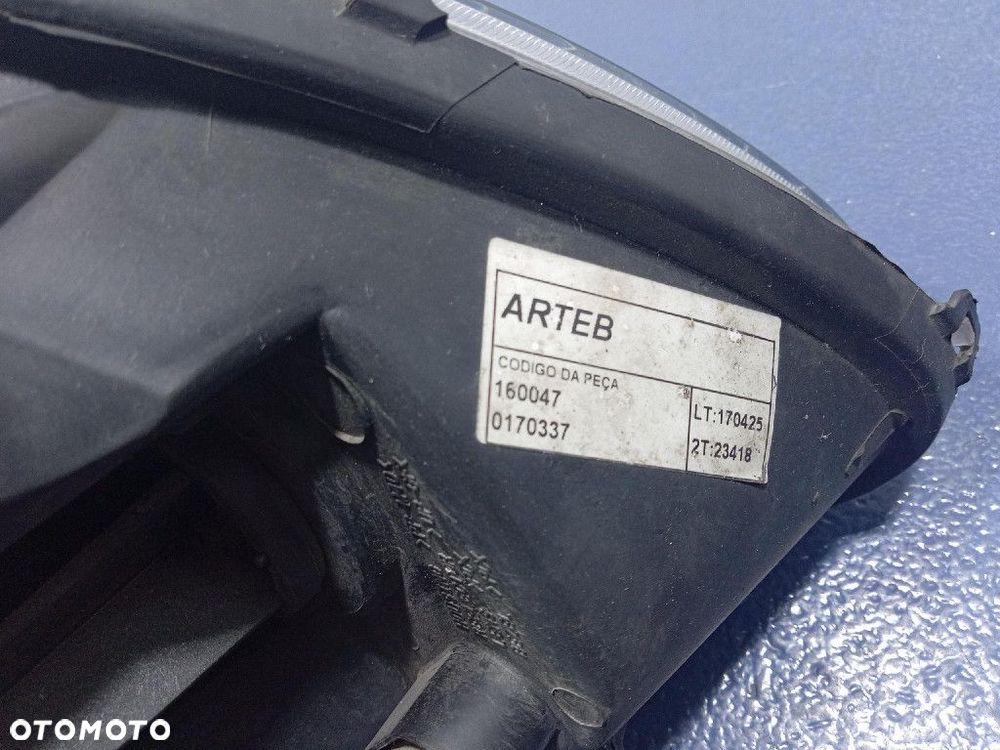 ARTEB
CODIGO DA PEÇA
160047
0170337
LT:170425
2T:23418
OTOMOTO